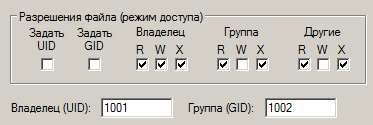 Разрешения файла (режим доступа)
Задать UID Задать GID Владелец Группа Другие
R W X R W X R W X
Владелец (UID): 1001 Группа (GID): 1002